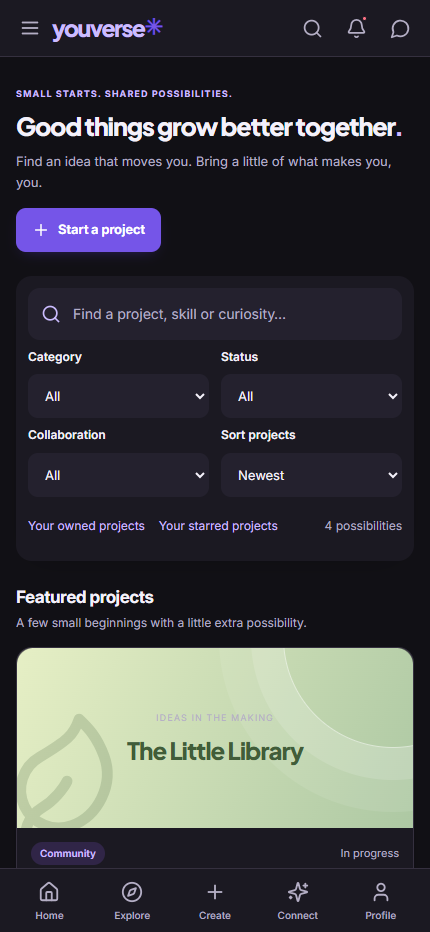 youverse
SMALL STARTS. SHARED POSSIBILITIES.
Good things grow better together.
Find an idea that moves you. Bring a little of what makes you,
you.
Start a project
Find a project, skill or curiosity...
Category Status
All All
Collaboration Sort projects
All Newest
Your owned projects Your starred projects 4 possibilities
Featured projects
A few small beginnings with a little extra possibility.
IDEAS IN THE MAKING
The Little Library
Community In progress
Home Explore Create Connect Profile